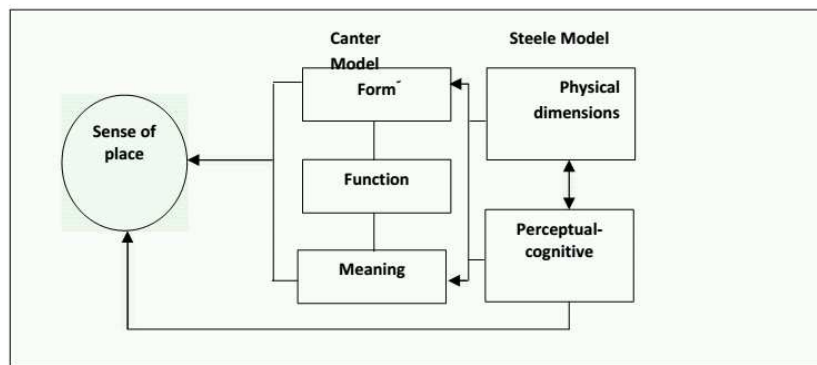 Canter
Model
Steele Model
Form´
Physical
dimensions
Sense of
place
Function
Perceptual-
cognitive
Meaning